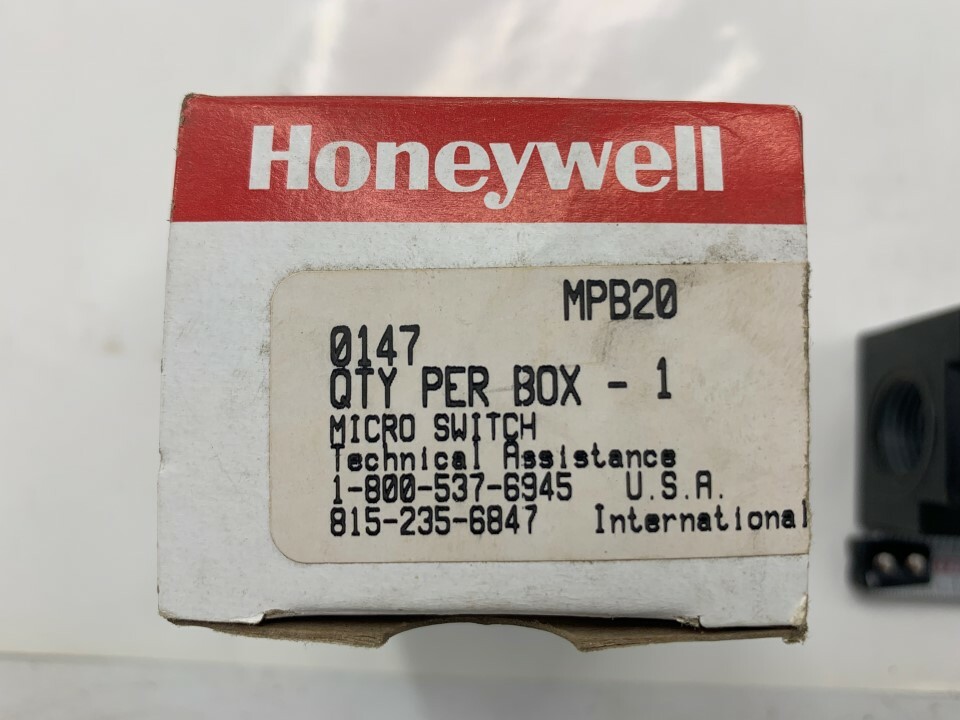 Honeywell
MPB20
0147
QTY PER BOX - 1
MICRO SWITCH
Technical Assistance
1-800-537-6945 U.S.A.
815-235-6847 International